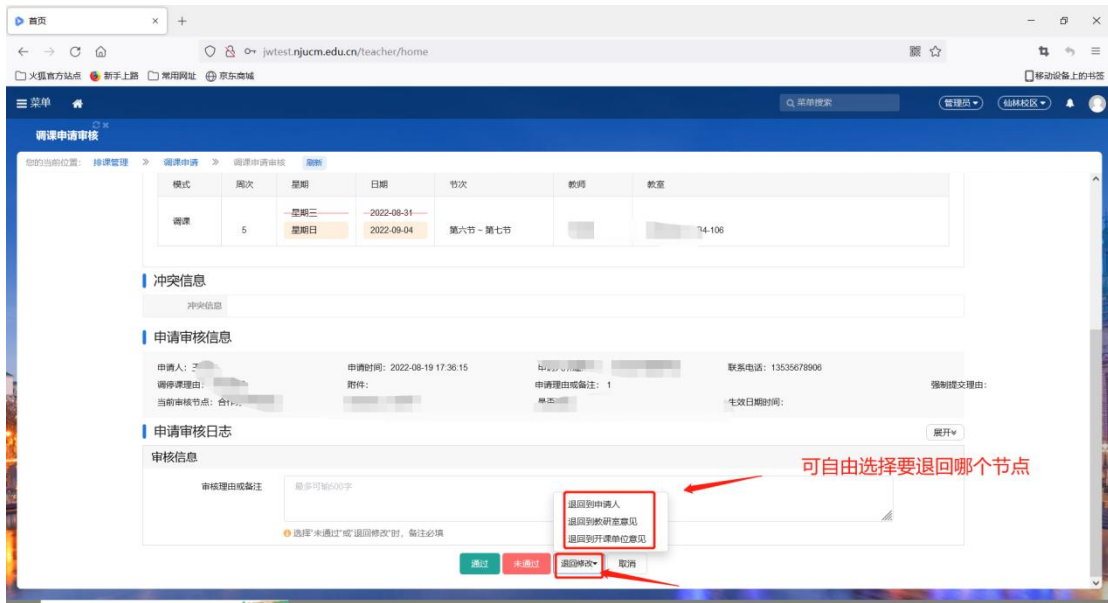 首页
jwtest.njucm.edu.cn/teacher/home
火狐官方站点 新手上路 常用网址 京东商城 移动设备上的书签
菜单 菜单搜索 管理员 仙林校区
调课申请审核
您的当前位置: 排课管理 » 调课申请 » 调课申请审核 刷新
模式 周次 星期 日期 节次 教师 教室
星期三 2022-08-31
调课 5 星期日 2022-09-04 第六节 ~ 第七节 04-106
冲突信息
冲突信息
申请审核信息
申请人: 申请时间: 2022-08-19 17:36:15 联系电话: 13535678906
调停课理由: 附件: 申请理由或备注: 1 强制提交理由:
当前审核节点: 生效日期时间:
申请审核日志 展开
审核信息
可自由选择要退回哪个节点
审核理由或备注 最多可输500字
退回到申请人
退回到教研室意见
退回到开课单位意见
选择"未通过"或"退回修改"时,备注必填
通过 未通过 退回修改 取消